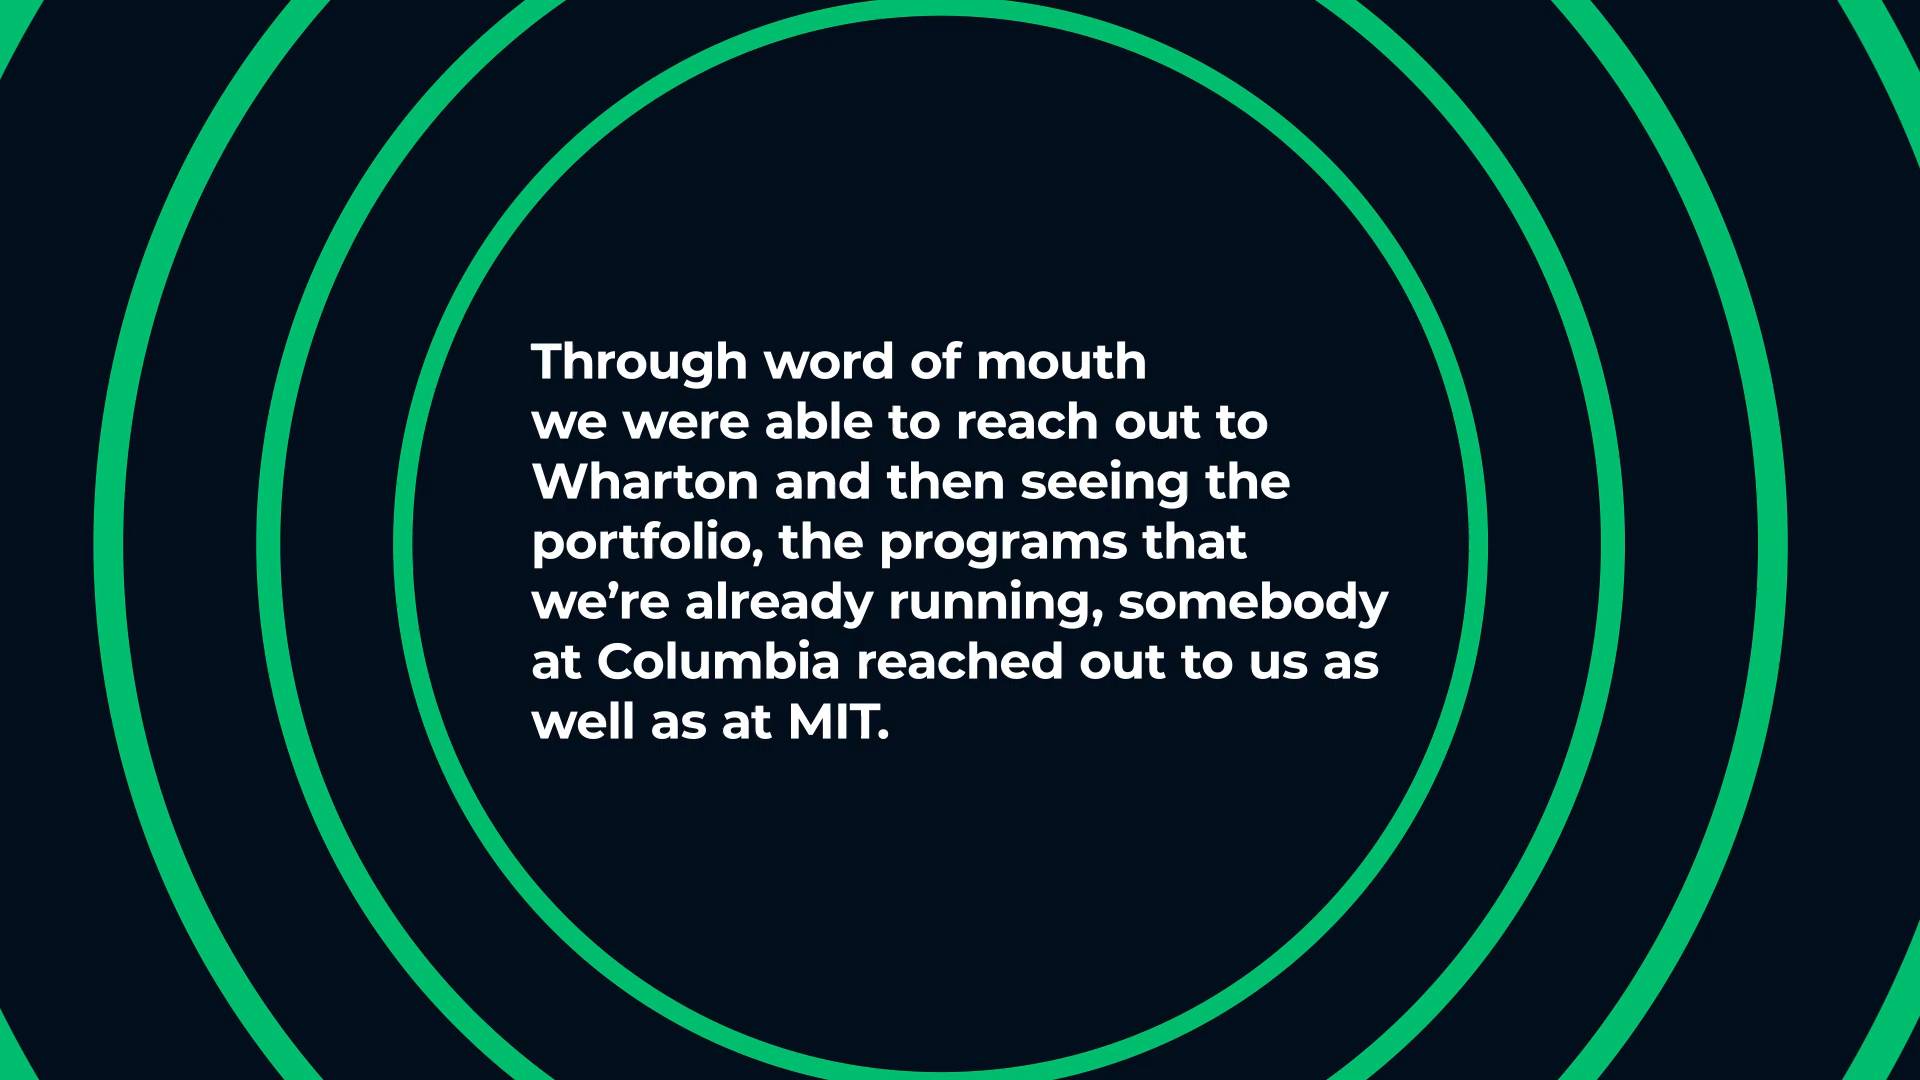 Through word of mouth
we were able to reach out to
Wharton and then seeing the
portfolio, the programs that
we’re already running, somebody
at Columbia reached out to us as
well as at MIT.